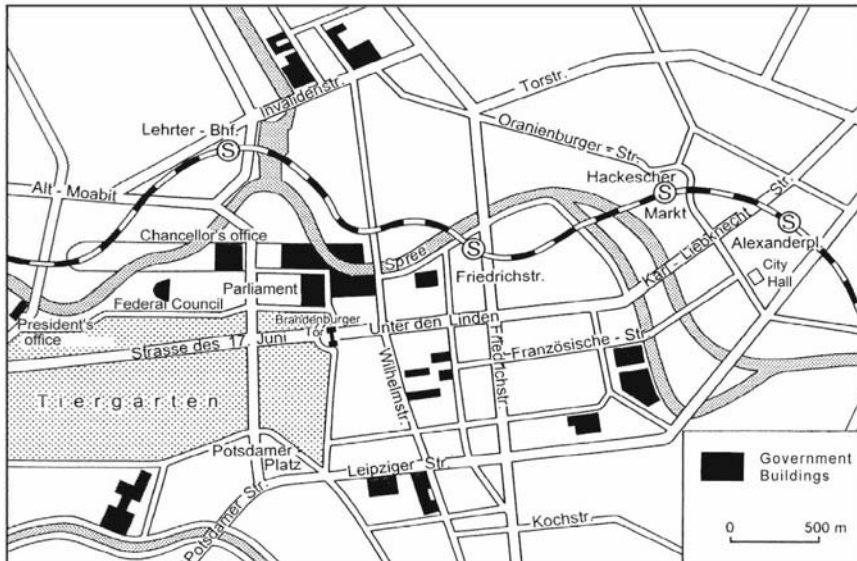 Invalidenstr.
Torstr.
Lehrter - Bhf.
S
Oranienburger - Str.
Alt - Moabit
Hackescher
S
Markt
Karl - Liebknecht - Str.
S
Alexanderpl.
City
Hall
Chancellor's office
Spree
S
Friedrichstr.
Federal Council
Parliament
President's
office
Brandenburger
Tor
Unter den Linden
Strasse des 17. Juni
Wilhelmstr.
Friedrichstr.
Französische - Str
Tiergarten
Potsdamer
Platz
Leipziger Str.
Potsdamer Str.
Kochstr.
Government
Buildings
0 500 m